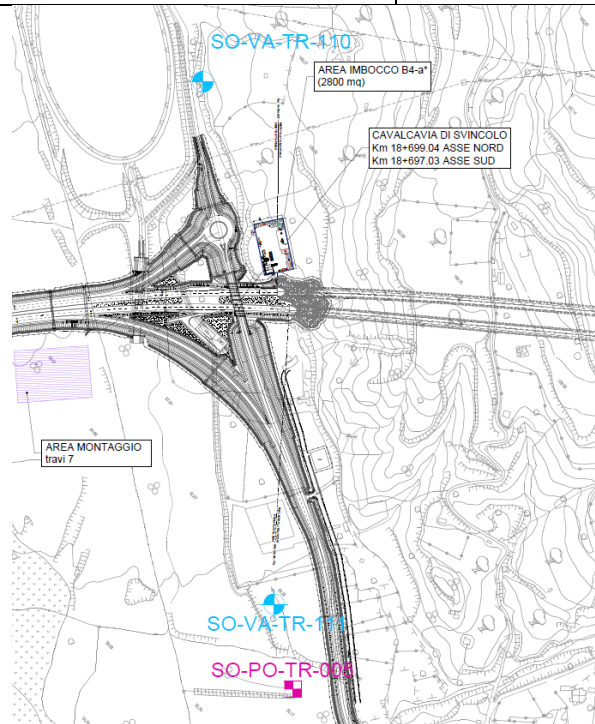 SO-VA-TR-110
AREA IMBOCCO B4-a*
(2800 mq)
CAVALCAVIA DI SVINCOLO
Km 18+699.04 ASSE NORD
Km 18+697.03 ASSE SUD
AREA MONTAGGIO
travi 7
SO-VA-TR-111
SO-PO-TR-005